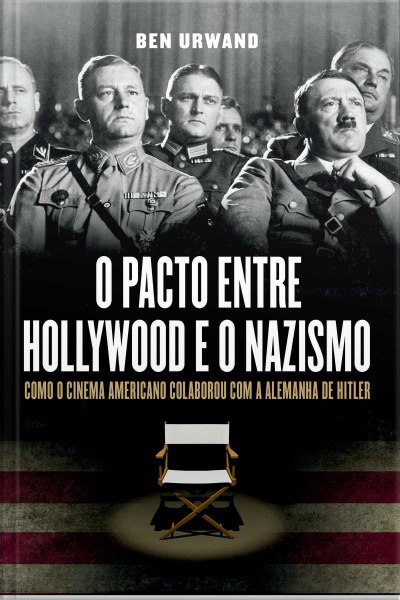 BEN URWAND
O PACTO ENTRE
HOLLYWOOD E O NAZISMO
COMO O CINEMA AMERICANO COLABOROU COM A ALEMANHA DE HITLER